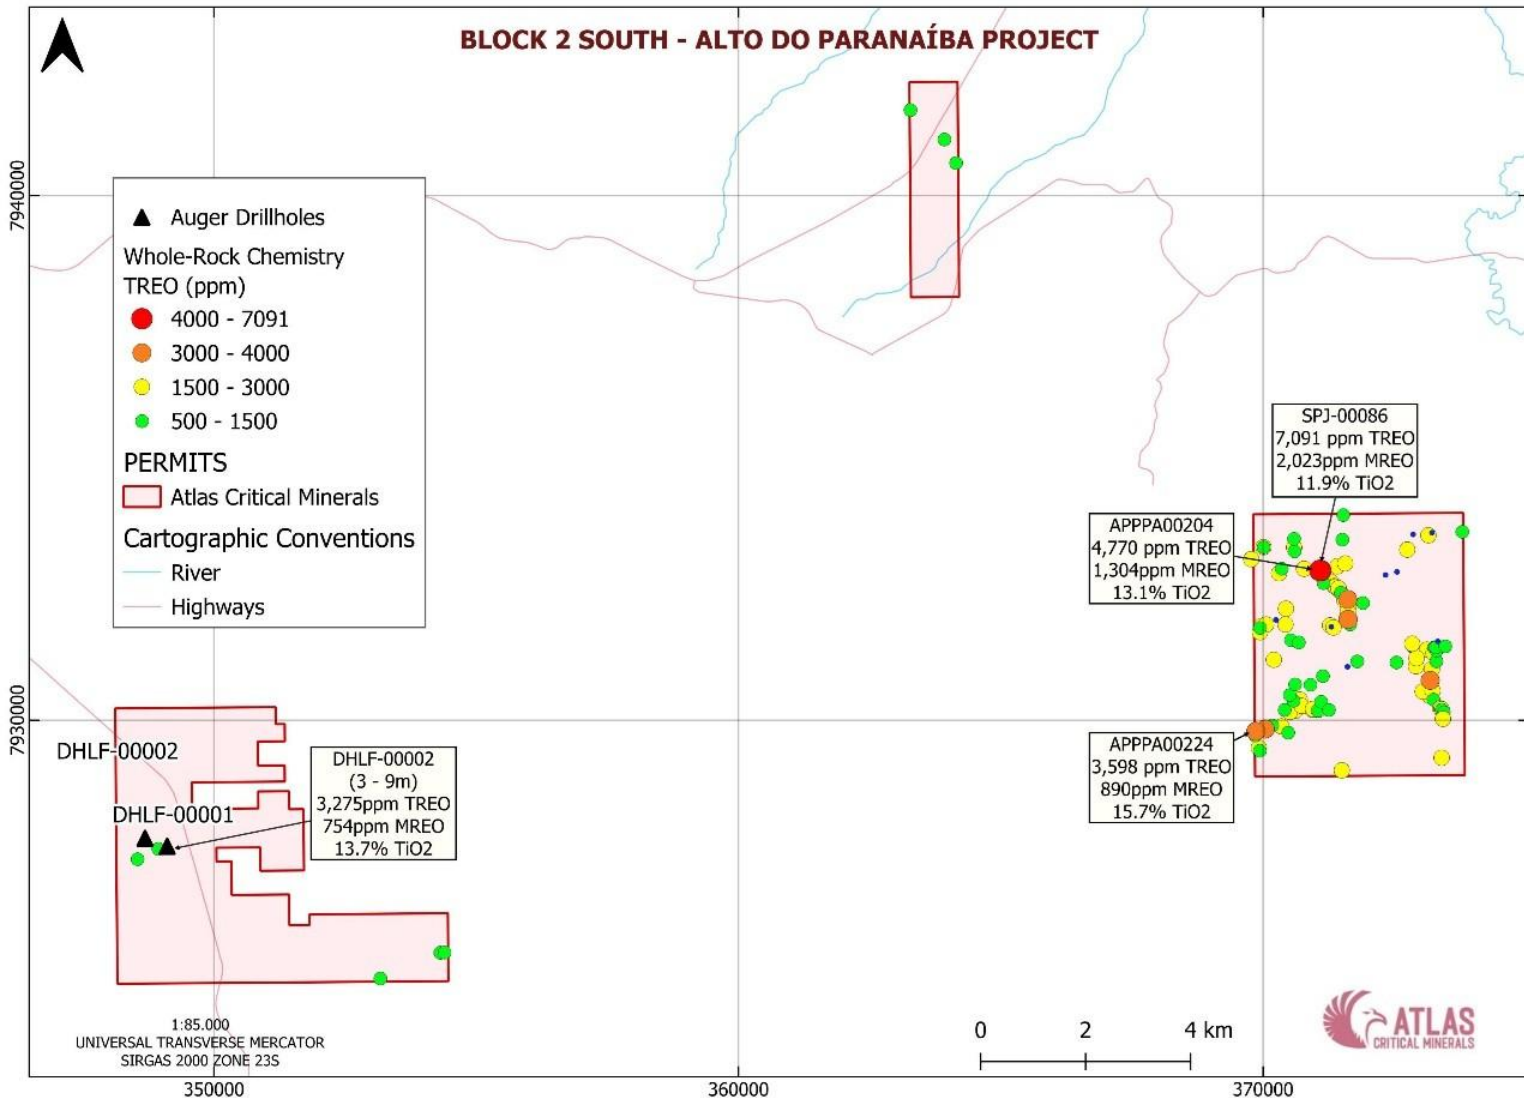 BLOCK 2 SOUTH - ALTO DO PARANAÍBA PROJECT
7940000
7930000
Auger Drillholes
Whole-Rock Chemistry
TREO (ppm)
4000 - 7091
3000 - 4000
1500 - 3000
500 - 1500
PERMITS
Atlas Critical Minerals
Cartographic Conventions
River
Highways
SPJ-00086
7,091 ppm TREO
2,023ppm MREO
11.9% TiO2
APPPA00204
4,770 ppm TREO
1,304ppm MREO
13.1% TiO2
APPPA00224
3,598 ppm TREO
890ppm MREO
15.7% TiO2
DHLF-00002
DHLF-00001
DHLF-00002
(3 - 9m)
3,275ppm TREO
754ppm MREO
13.7% TiO2
1:85.000
UNIVERSAL TRANSVERSE MERCATOR
SIRGAS 2000 ZONE 23S
0 2 4 km
ATLAS
CRITICAL MINERALS
350000 360000 370000